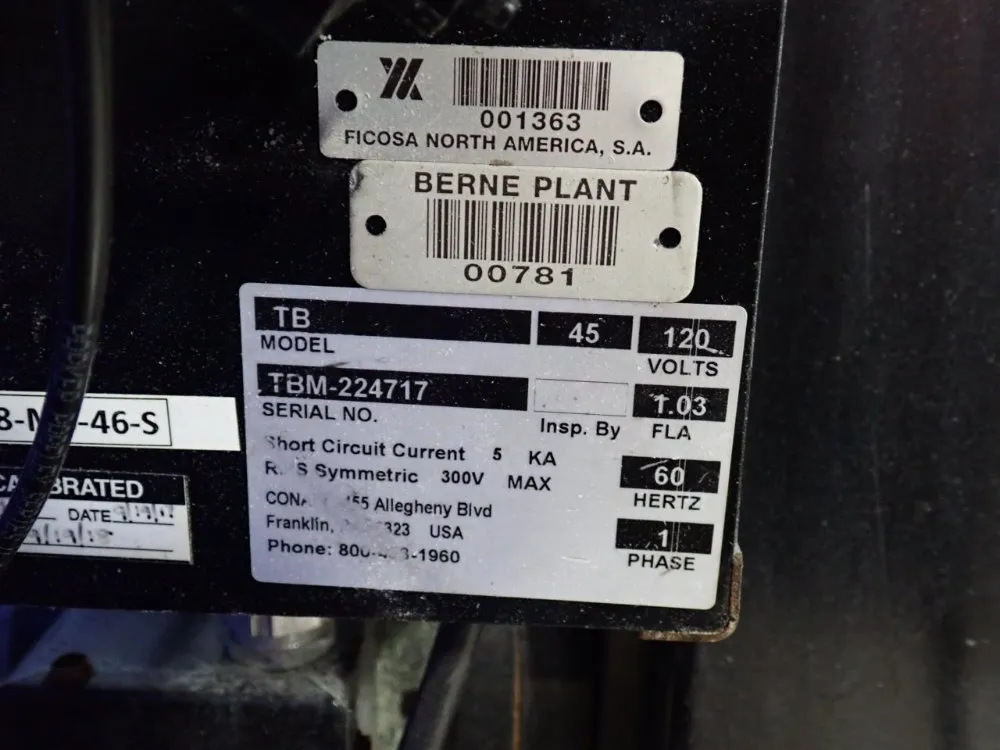 001363
FICOSA NORTH AMERICA, S.A.
BERNE PLANT
00781
TB 45 120
MODEL VOLTS
TBM-224717 1.03
SERIAL NO. Insp. By FLA
Short Circuit Current 5 KA
Symmetric 300V MAX 60
HERTZ
Allegheny Blvd
Franklin, USA
1
Phone: PHASE
-46-S
DATE